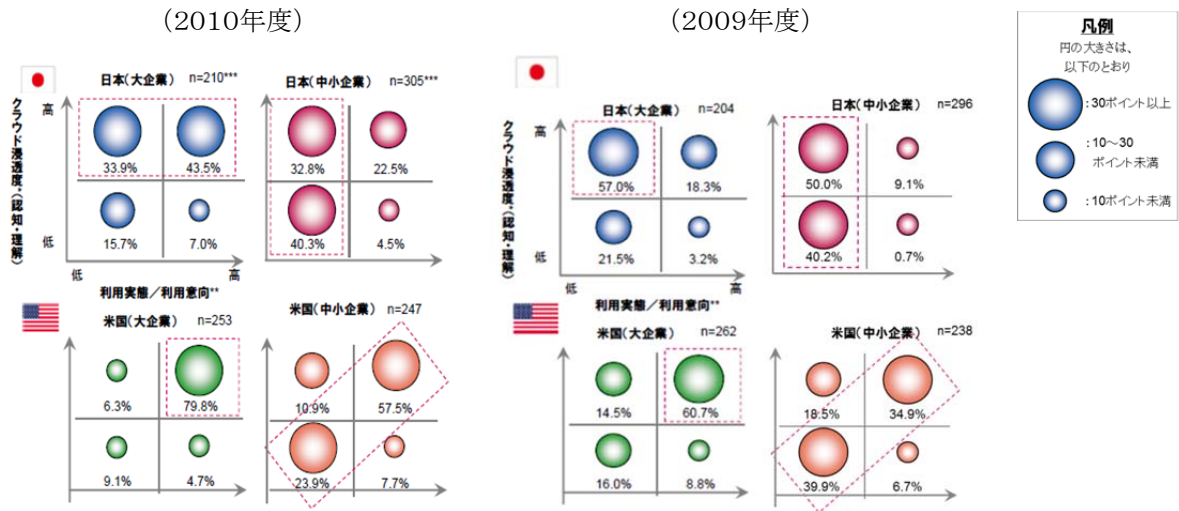 (2010年度)
日本(大企業) n=210***
日本(中小企業) n=305***
クラウド浸透度*(認知・理解)
高
低
33.9% 43.5%
15.7% 7.0%
32.8% 22.5%
40.3% 4.5%
低 高
利用実態/利用意向**
米国(大企業) n=253
米国(中小企業) n=247
6.3% 79.8%
9.1% 4.7%
10.9% 57.5%
23.9% 7.7%
(2009年度)
日本(大企業) n=204
日本(中小企業) n=296
クラウド浸透度*(認知・理解)
高
低
57.0% 18.3%
21.5% 3.2%
50.0% 9.1%
40.2% 0.7%
低 高
利用実態/利用意向**
米国(大企業) n=262
米国(中小企業) n=238
14.5% 60.7%
16.0% 8.8%
18.5% 34.9%
39.9% 6.7%
凡例
円の大きさは、
以下のとおり
:30ポイント以上
:10～30
ポイント未満
:10ポイント未満